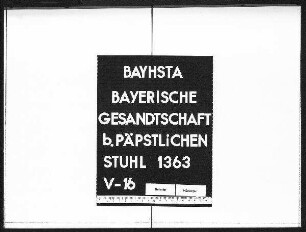 BAYHSTA
BAYERISCHE
GESANDTSCHAFT
b. PÄPSTLiCHEN
STUHL 1363
V-16